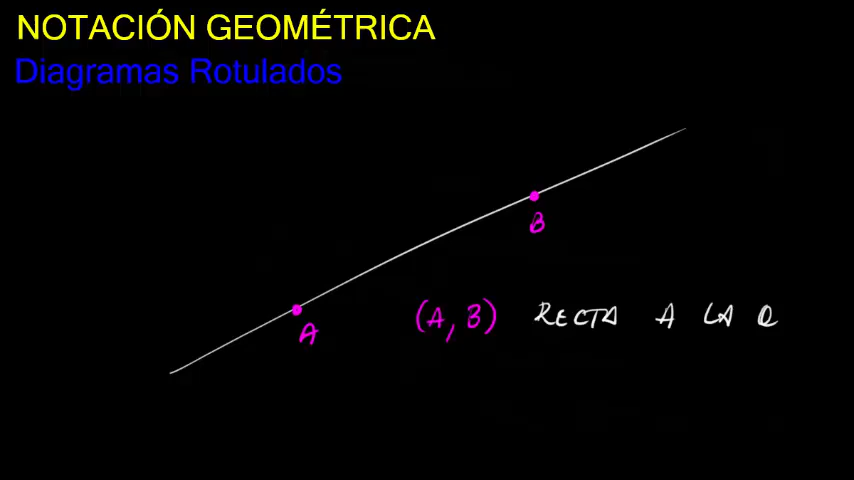 NOTACIÓN GEOMÉTRICA
Diagramas Rotulados
B
A
(A, B) RECTA A LA Q